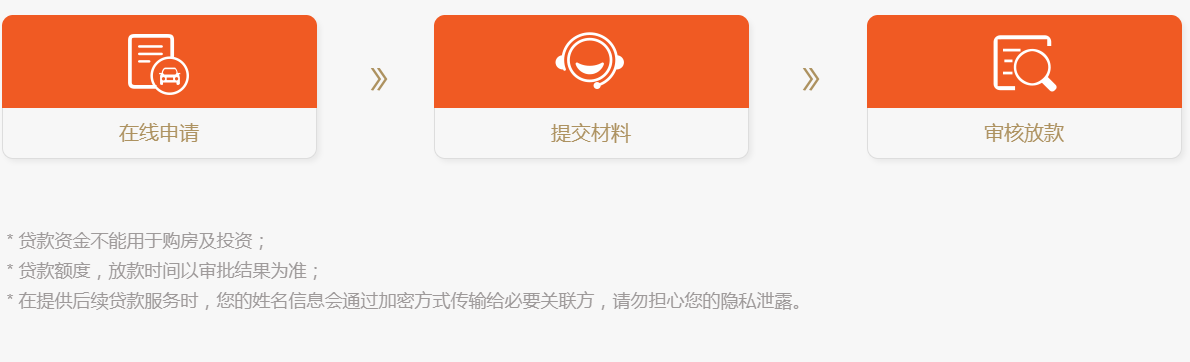 在线申请
提交材料
审核放款
* 贷款资金不能用于购房及投资；
* 贷款额度，放款时间以审批结果为准；
* 在提供后续贷款服务时，您的姓名信息会通过加密方式传输给必要关联方，请勿担心您的隐私泄露。